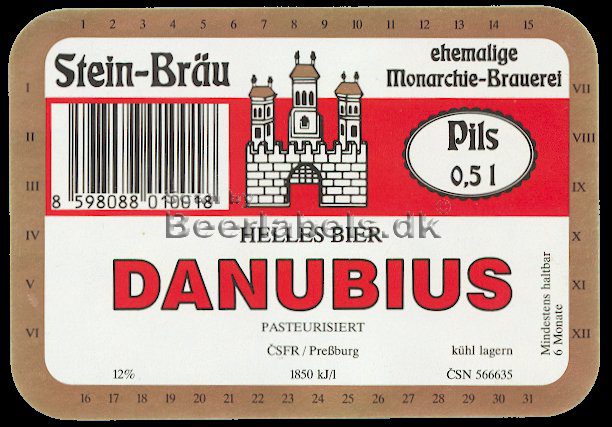 1 2 3 4 5 6 7 8 9 10 11 12 13 14 15
Stein-Bräu
ehemalige
Monarchie-Brauerei
I
II
III
IV
V
VI
VII
VIII
IX
X
XI
XII
Pils
0,5 l
8 598088 010018
Beerlabels.dk
HELLES BIER
DANUBIUS
PASTEURISIERT
ČSFR / Preßburg
kühl lagern
12%
1850 kJ/l
ČSN 566635
Mindestens haltbar
6 Monate
16 17 18 19 20 21 22 23 24 25 26 27 28 29 30 31